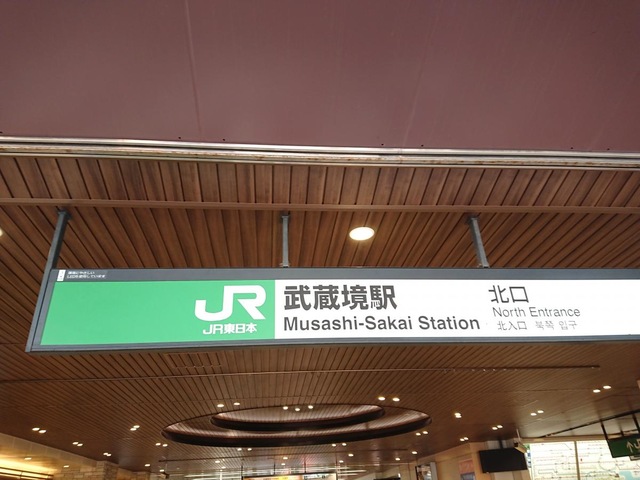 JR
JR東日本
武蔵境駅
Musashi-Sakai Station
北口
North Entrance
北入口 북쪽 입구